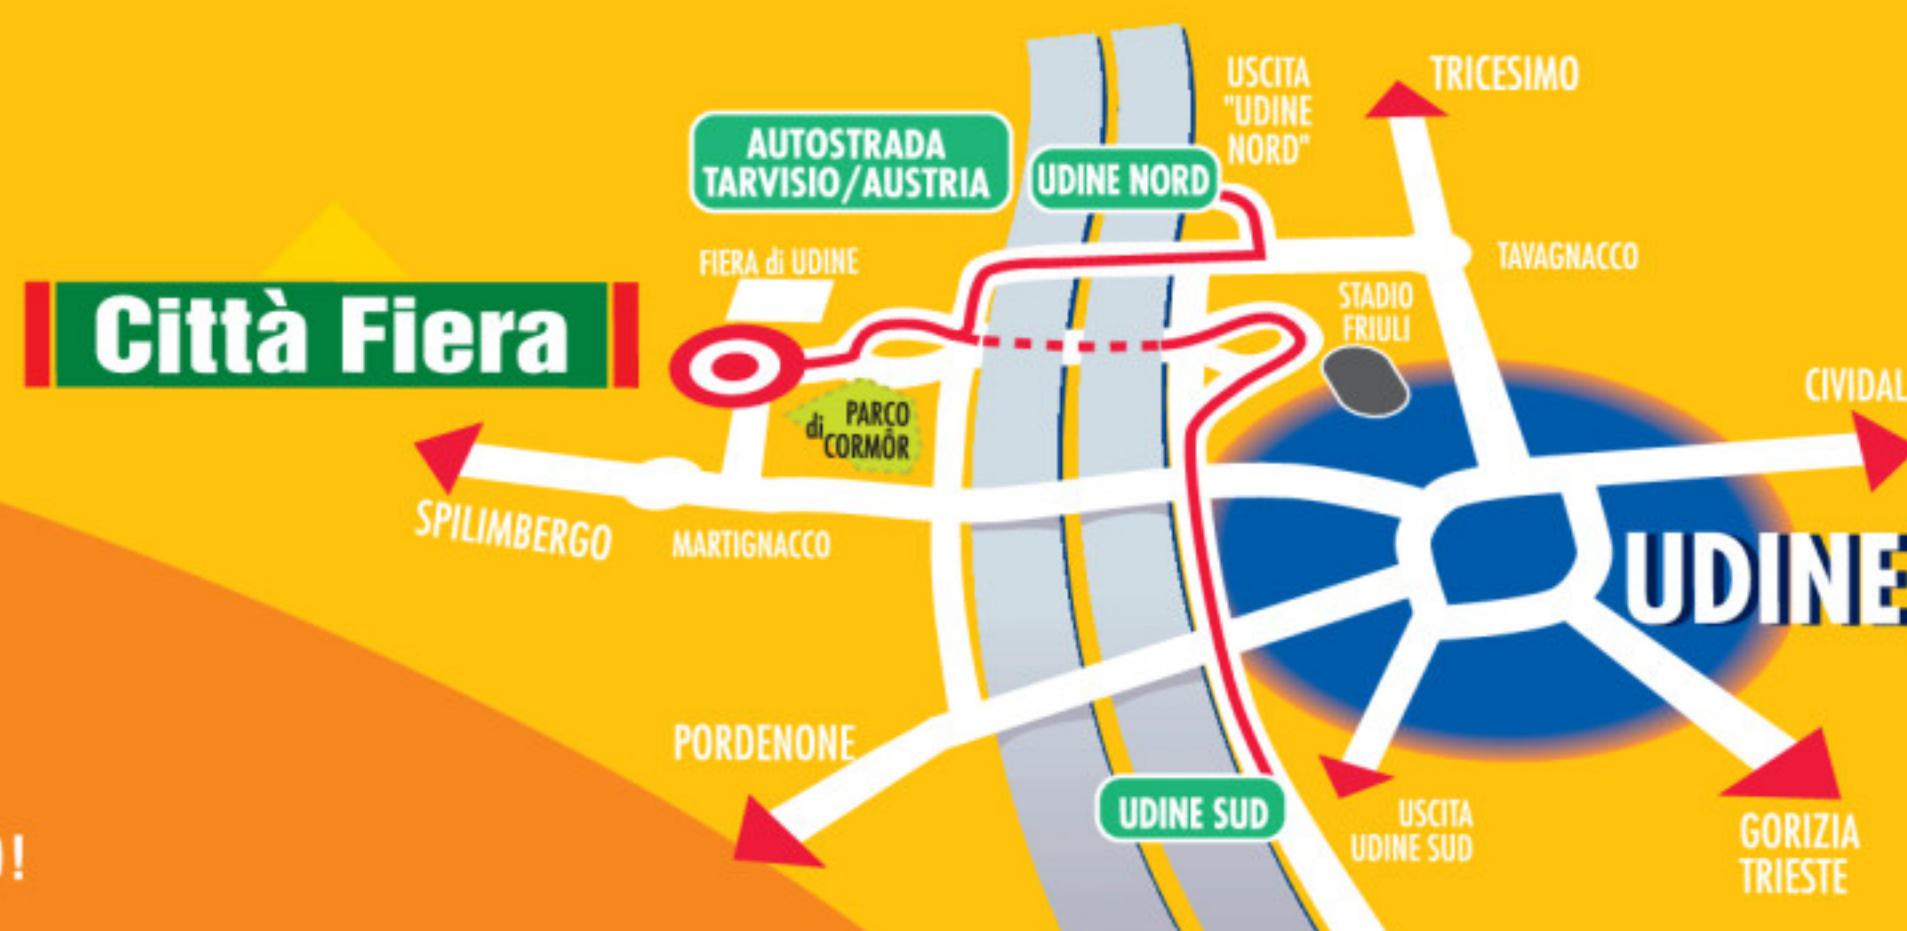 USCITA
"UDINE
NORD"
TRICESIMO
AUTOSTRADA
TARVISIO/AUSTRIA
UDINE NORD
FIERA di UDINE
TAVAGNACCO
Città Fiera
STADIO
FRIULI
PARCO
di CORMÔR
SPILIMBERGO
MARTIGNACCO
UDINE
PORDENONE
UDINE SUD
USCITA
UDINE SUD
GORIZIA
TRIESTE